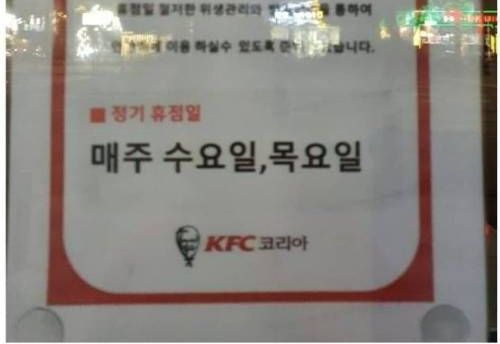 휴점일 철저한 위생관리와 통하여
이용 하실수 있도록
■ 정기 휴점일
매주 수요일,목요일
KFC 코리아